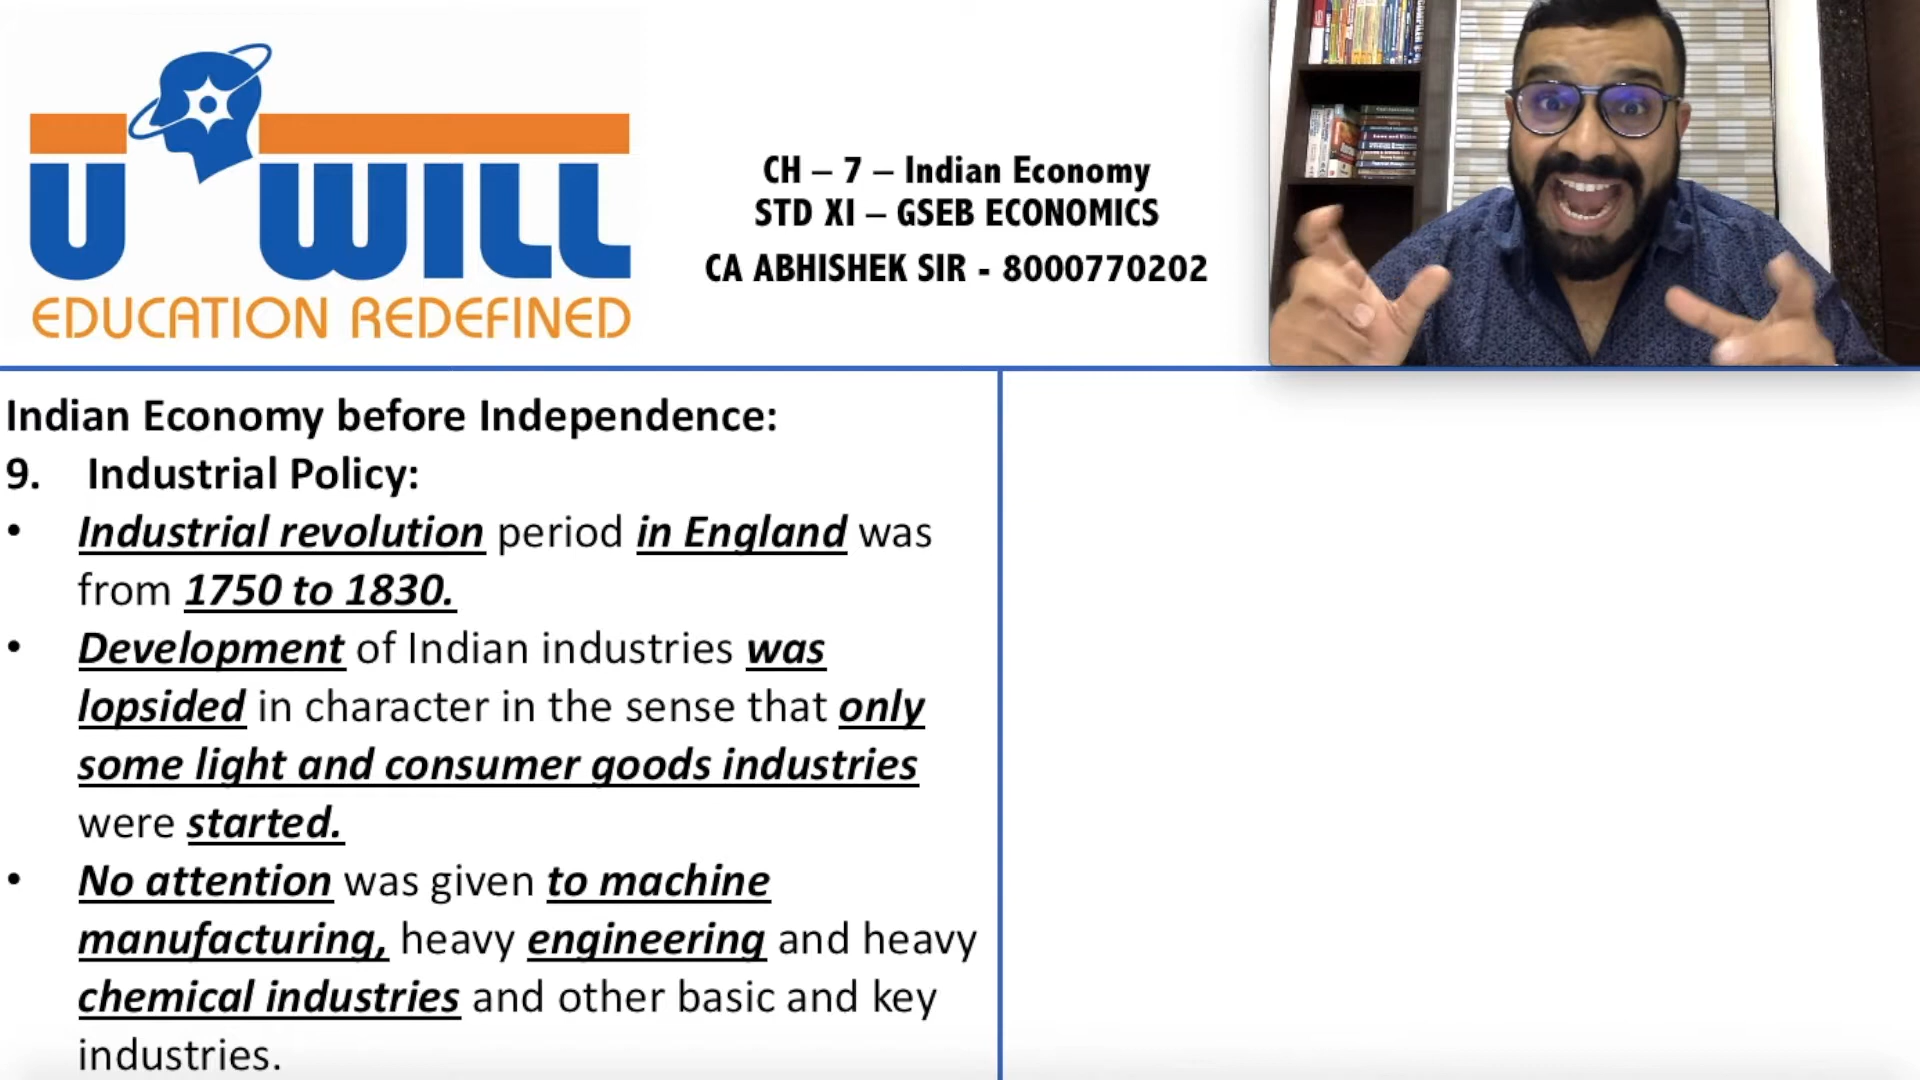 U WILL
EDUCATION REDEFINED
CH – 7 – Indian Economy
STD XI – GSEB ECONOMICS
CA ABHISHEK SIR - 8000770202
Indian Economy before Independence:
9. Industrial Policy:
• Industrial revolution period in England was
from 1750 to 1830.
• Development of Indian industries was
lopsided in character in the sense that only
some light and consumer goods industries
were started.
• No attention was given to machine
manufacturing, heavy engineering and heavy
chemical industries and other basic and key
industries.